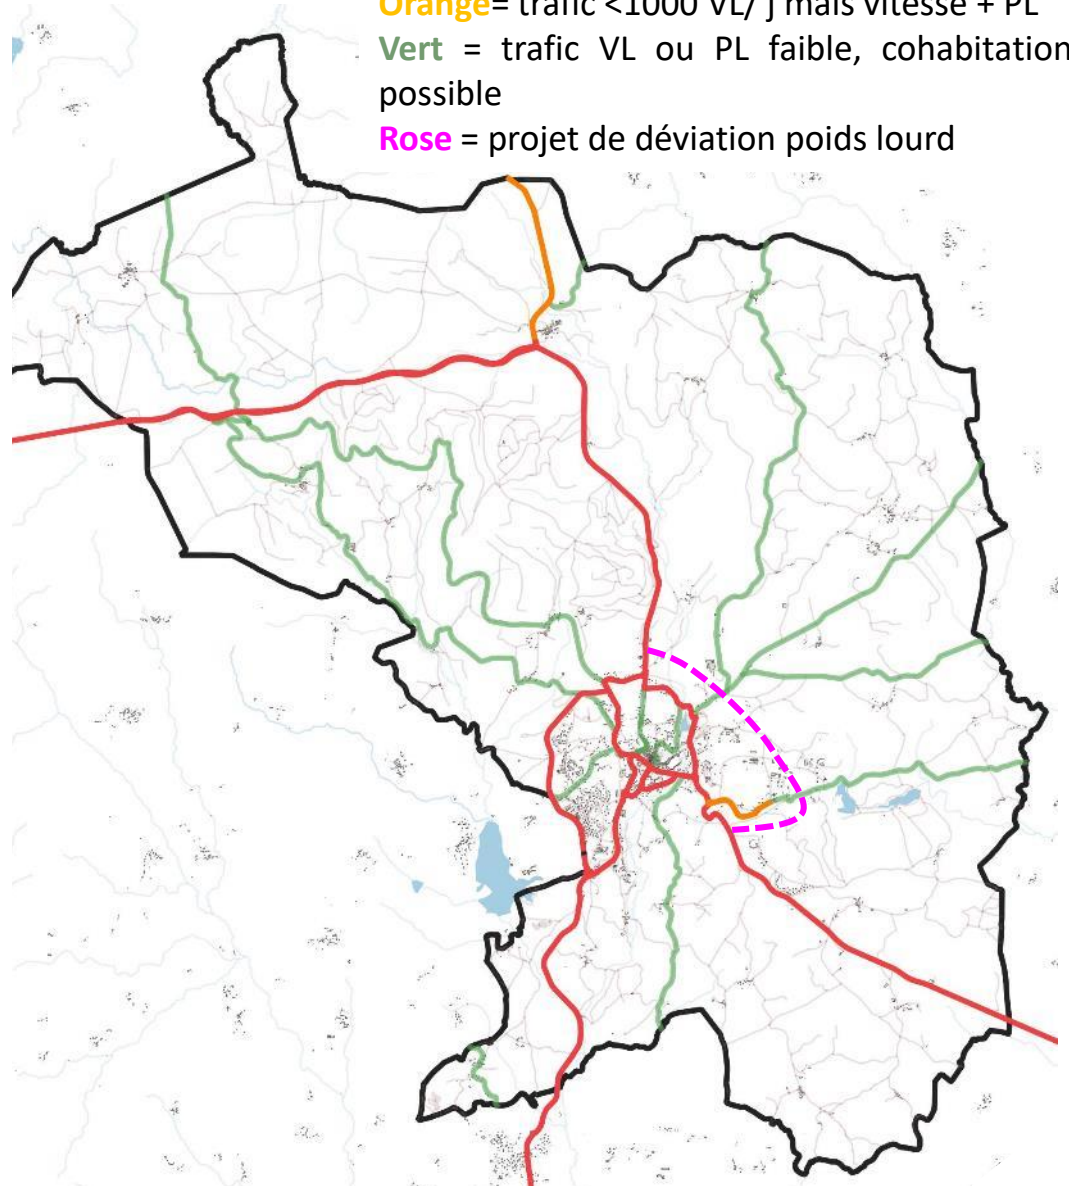 Orange= trafic <1000 VL/ j mais vitesse + PL
Vert = trafic VL ou PL faible, cohabitation
possible
Rose = projet de déviation poids lourd